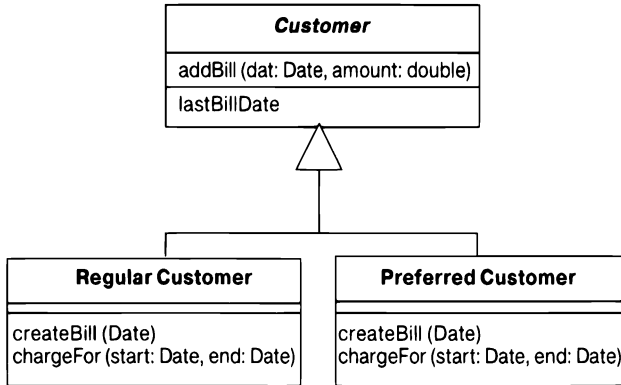 Customer
addBill (dat: Date, amount: double)
lastBillDate
Regular Customer
createBill (Date)
chargeFor (start: Date, end: Date)
Preferred Customer
createBill (Date)
chargeFor (start: Date, end: Date)